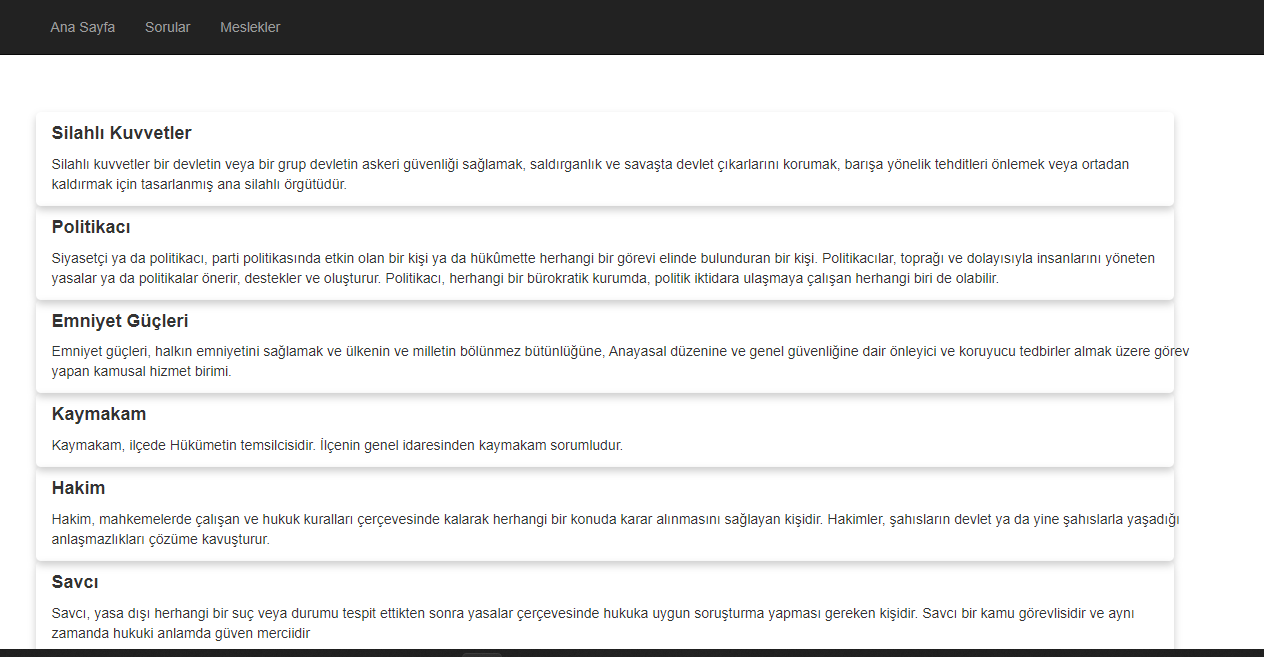 Ana Sayfa Sorular Meslekler
Silahlı Kuvvetler
Silahlı kuvvetler bir devletin veya bir grup devletin askeri güvenliği sağlamak, saldırganlık ve savaşta devlet çıkarlarını korumak, barışa yönelik tehditleri önlemek veya ortadan
kaldırmak için tasarlanmış ana silahlı örgütüdür.
Politikacı
Siyasetçi ya da politikacı, parti politikasında etkin olan bir kişi ya da hükûmette herhangi bir görevi elinde bulunduran bir kişi. Politikacılar, toprağı ve dolayısıyla insanlarını yöneten
yasalar ya da politikalar önerir, destekler ve oluşturur. Politikacı, herhangi bir bürokratik kurumda, politik iktidara ulaşmaya çalışan herhangi biri de olabilir.
Emniyet Güçleri
Emniyet güçleri, halkın emniyetini sağlamak ve ülkenin ve milletin bölünmez bütünlüğüne, Anayasal düzenine ve genel güvenliğine dair önleyici ve koruyucu tedbirler almak üzere görev
yapan kamusal hizmet birimi.
Kaymakam
Kaymakam, ilçede Hükümetin temsilcisidir. İlçenin genel idaresinden kaymakam sorumludur.
Hakim
Hakim, mahkemelerde çalışan ve hukuk kuralları çerçevesinde kalarak herhangi bir konuda karar alınmasını sağlayan kişidir. Hakimler, şahısların devlet ya da yine şahıslarla yaşadığı
anlaşmazlıkları çözüme kavuşturur.
Savcı
Savcı, yasa dışı herhangi bir suç veya durumu tespit ettikten sonra yasalar çerçevesinde hukuka uygun soruşturma yapması gereken kişidir. Savcı bir kamu görevlisidir ve aynı
zamanda hukuki anlamda güven merciidir